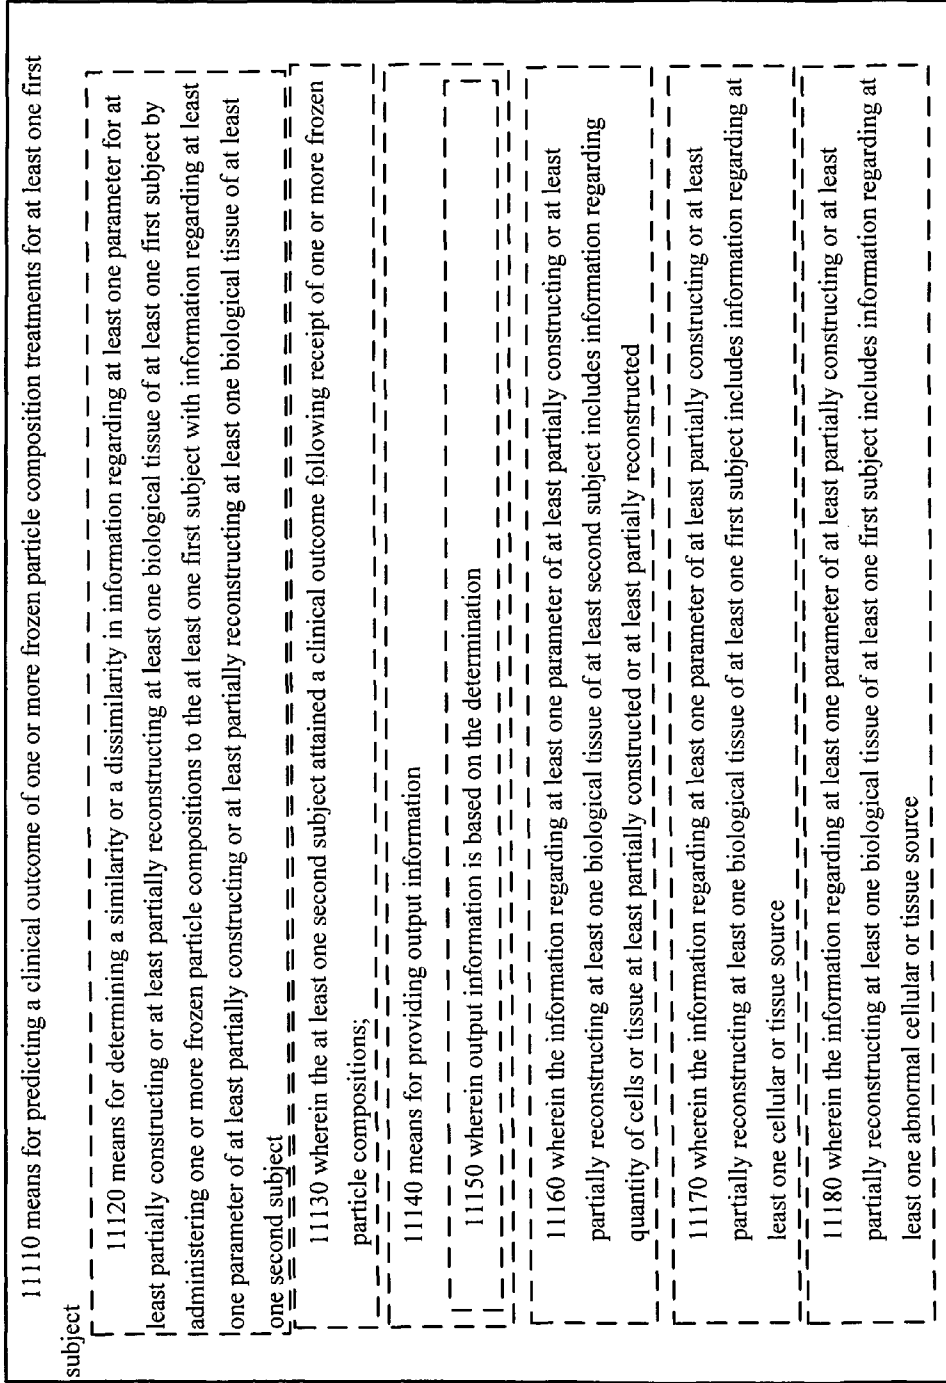 11110 means for predicting a clinical outcome of one or more frozen particle composition treatments for at least one first
subject
11120 means for determining a similarity or a dissimilarity in information regarding at least one parameter for at
least partially constructing or at least partially reconstructing at least one biological tissue of at least one first subject by
administering one or more frozen particle compositions to the at least one first subject with information regarding at least
one parameter of at least partially constructing or at least partially reconstructing at least one biological tissue of at least
one second subject
11130 wherein the at least one second subject attained a clinical outcome following receipt of one or more frozen
particle compositions;
11140 means for providing output information
11150 wherein output information is based on the determination
11160 wherein the information regarding at least one parameter of at least partially constructing or at least
partially reconstructing at least one biological tissue of at least second subject includes information regarding
quantity of cells or tissue at least partially constructed or at least partially reconstructed
11170 wherein the information regarding at least one parameter of at least partially constructing or at least
partially reconstructing at least one biological tissue of at least one first subject includes information regarding at
least one cellular or tissue source
11180 wherein the information regarding at least one parameter of at least partially constructing or at least
partially reconstructing at least one biological tissue of at least one first subject includes information regarding at
least one abnormal cellular or tissue source